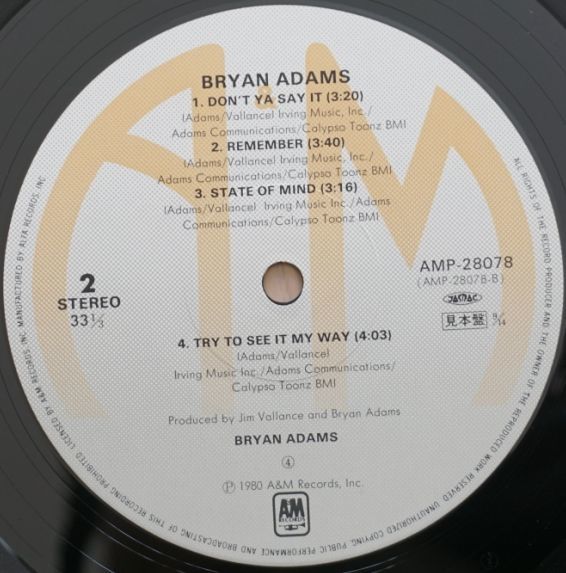 BRYAN ADAMS
1. DON'T YA SAY IT (3:20)
(Adams/Vallance) Irving Music, Inc./
Adams Communications/Calypso Toonz BMI
2. REMEMBER (3:40)
(Adams/Vallance) Irving Music, Inc./
Adams Communications/Calypso Toonz BMI
3. STATE OF MIND (3:16)
(Adams/Vallance) Irving Music Inc./Adams
Communications/Calypso Toonz BMI
2
STEREO
33 1/3
AMP-28078
(AMP-28078-B)
JASRAC
見本盤 9/14
4. TRY TO SEE IT MY WAY (4:03)
(Adams/Vallance)
Irving Music Inc./Adams Communications/
Calypso Toonz BMI
Produced by Jim Vallance and Bryan Adams
BRYAN ADAMS
4
Ⓟ 1980 A&M Records, Inc.
A&M
RECORDS
ALL RIGHTS OF THE RECORD PRODUCER AND THE OWNER OF THE REPRODUCED WORK RESERVED. UNAUTHORIZED COPYING PUBLIC PERFORMANCE AND BROADCASTING OF THIS RECORDING PROHIBITED. LICENSED BY A&M RECORDS, INC. MANUFACTURED BY ALFA RECORDS, INC.